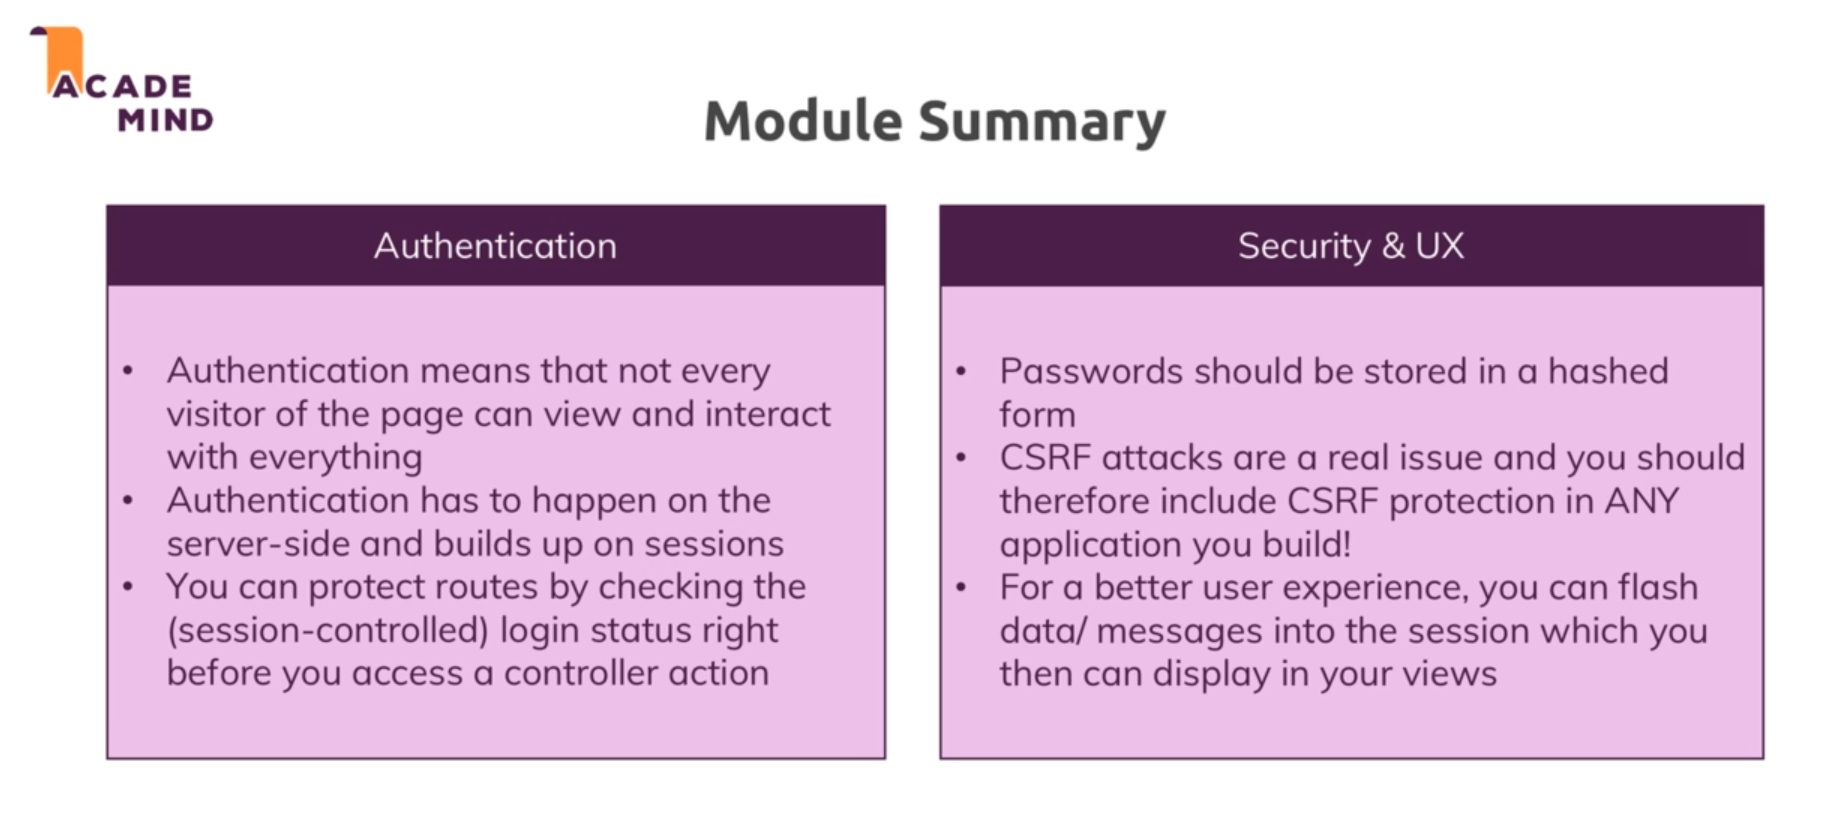 ACADE
MIND
Module Summary
Authentication
• Authentication means that not every
visitor of the page can view and interact
with everything
• Authentication has to happen on the
server-side and builds up on sessions
• You can protect routes by checking the
(session-controlled) login status right
before you access a controller action
Security & UX
• Passwords should be stored in a hashed
form
• CSRF attacks are a real issue and you should
therefore include CSRF protection in ANY
application you build!
• For a better user experience, you can flash
data/ messages into the session which you
then can display in your views